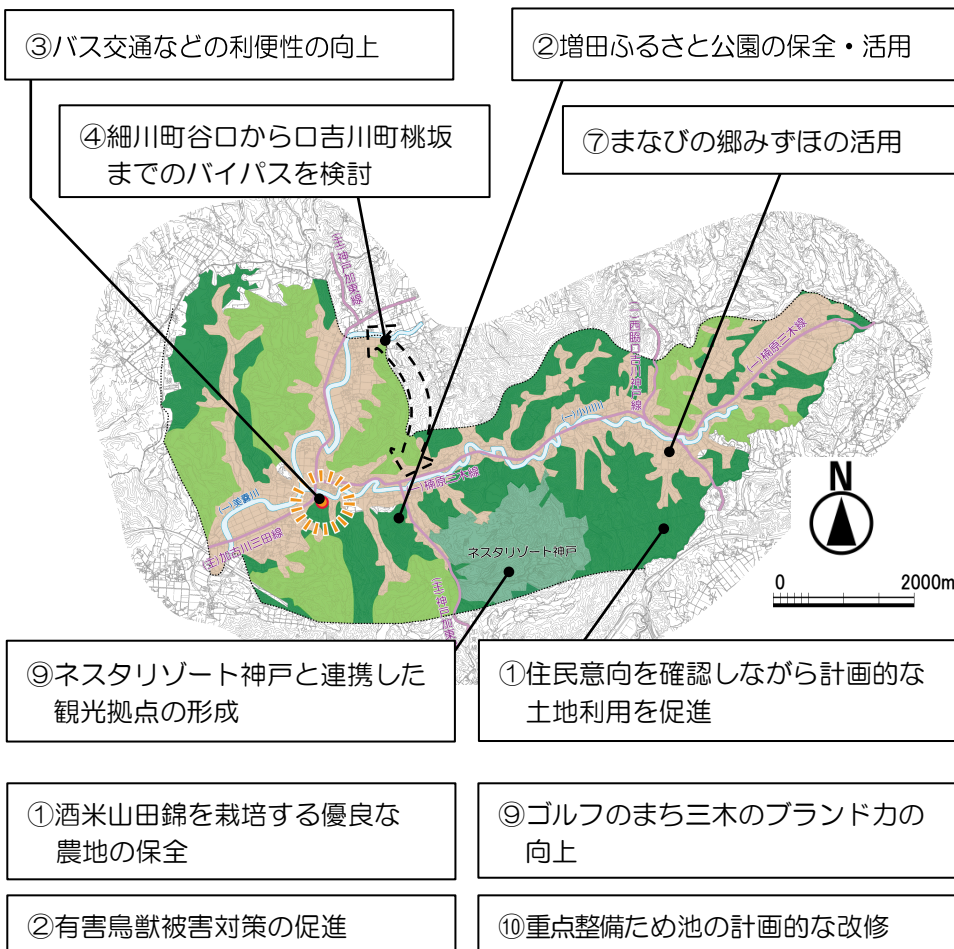 ③バス交通などの利便性の向上
②増田ふるさと公園の保全・活用
④細川町谷口から口吉川町桃坂
までのバイパスを検討
⑦まなびの郷みずほの活用
(主)神戸加東線
(一)西脇口吉川神戸線
(一)楠原三木線
(一)小川川
(一)楠原三木線
(一)美嚢川
(主)加古川三田線
ネスタリゾート神戸
N
0 2000m
⑨ネスタリゾート神戸と連携した
観光拠点の形成
①住民意向を確認しながら計画的な
土地利用を促進
①酒米山田錦を栽培する優良な
農地の保全
⑨ゴルフのまち三木のブランド力の
向上
②有害鳥獣被害対策の促進
⑩重点整備ため池の計画的な改修